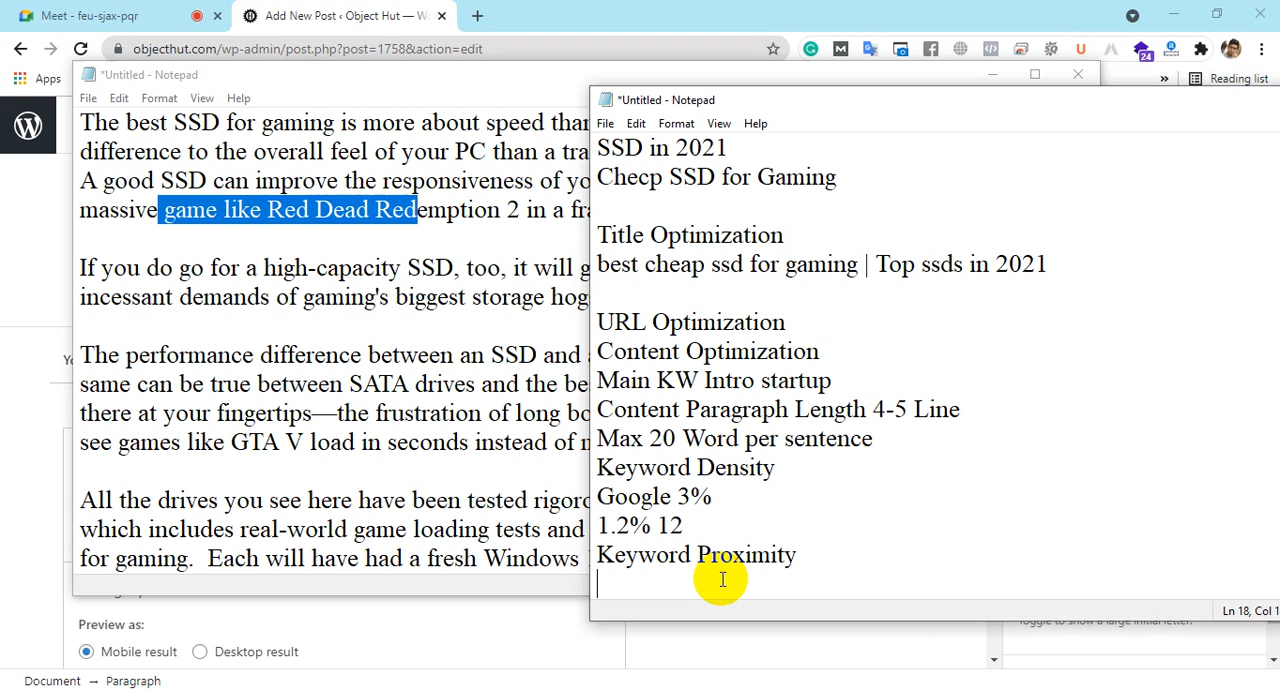 Meet - feu-sjax-pqr
Add New Post ‹ Object Hut — W
objecthut.com/wp-admin/post.php?post=1758&action=edit
24
Apps
»
Reading list
*Untitled - Notepad
File Edit Format View Help
The best SSD for gaming is more about speed than
difference to the overall feel of your PC than a tra
A good SSD can improve the responsiveness of yo
massive game like Red Dead Redemption 2 in a fra
If you do go for a high-capacity SSD, too, it will g
incessant demands of gaming's biggest storage hog
The performance difference between an SSD and a
same can be true between SATA drives and the be
there at your fingertips—the frustration of long bo
see games like GTA V load in seconds instead of m
All the drives you see here have been tested rigoro
which includes real-world game loading tests and
for gaming. Each will have had a fresh Windows
*Untitled - Notepad
File Edit Format View Help
SSD in 2021
Checp SSD for Gaming
Title Optimization
best cheap ssd for gaming | Top ssds in 2021
URL Optimization
Content Optimization
Main KW Intro startup
Content Paragraph Length 4-5 Line
Max 20 Word per sentence
Keyword Density
Google 3%
1.2% 12
Keyword Proximity
Ln 18, Col 1
Toggle to show a large initial letter.
Preview as:
Mobile result
Desktop result
Document → Paragraph